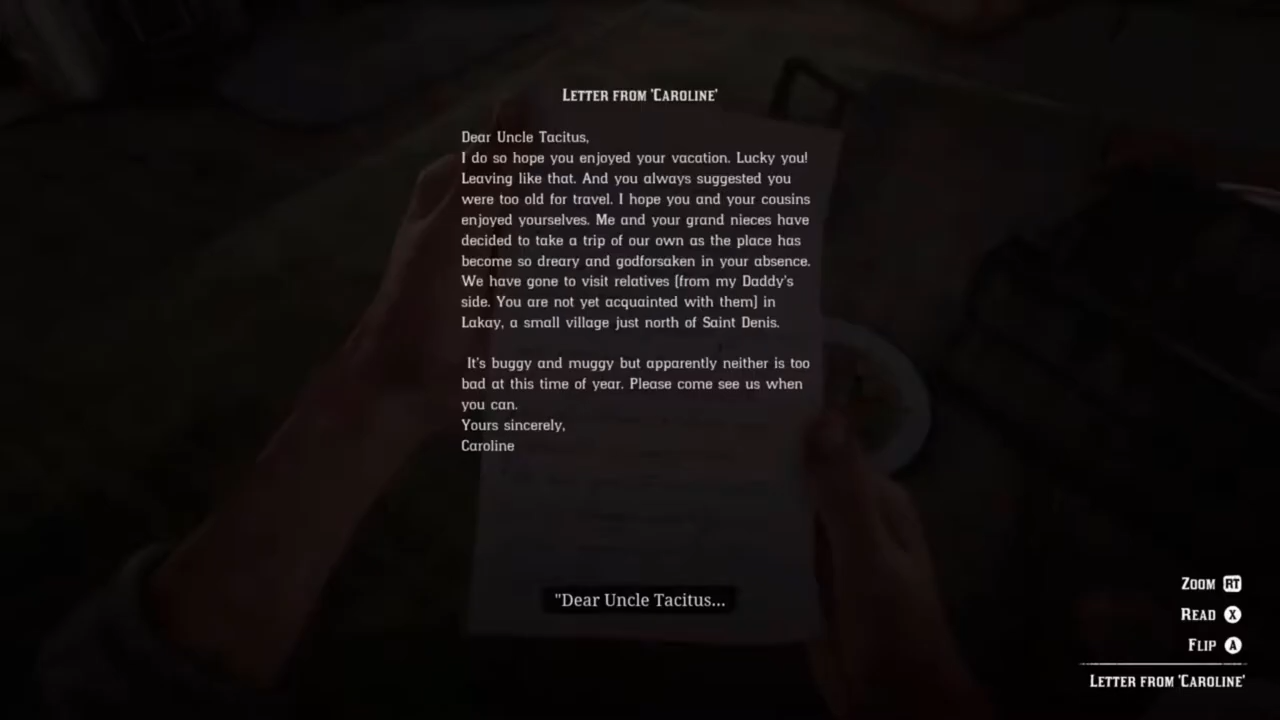 Letter from 'Caroline'
Dear Uncle Tacitus,
I do so hope you enjoyed your vacation. Lucky you!
Leaving like that. And you always suggested you
were too old for travel. I hope you and your cousins
enjoyed yourselves. Me and your grand nieces have
decided to take a trip of our own as the place has
become so dreary and godforsaken in your absence.
We have gone to visit relatives (from my Daddy's
side. You are not yet acquainted with them) in
Lakay, a small village just north of Saint Denis.
It's buggy and muggy but apparently neither is too
bad at this time of year. Please come see us when
you can.
Yours sincerely,
Caroline
"Dear Uncle Tacitus...
Zoom RT
Read X
Flip A
Letter from 'Caroline'